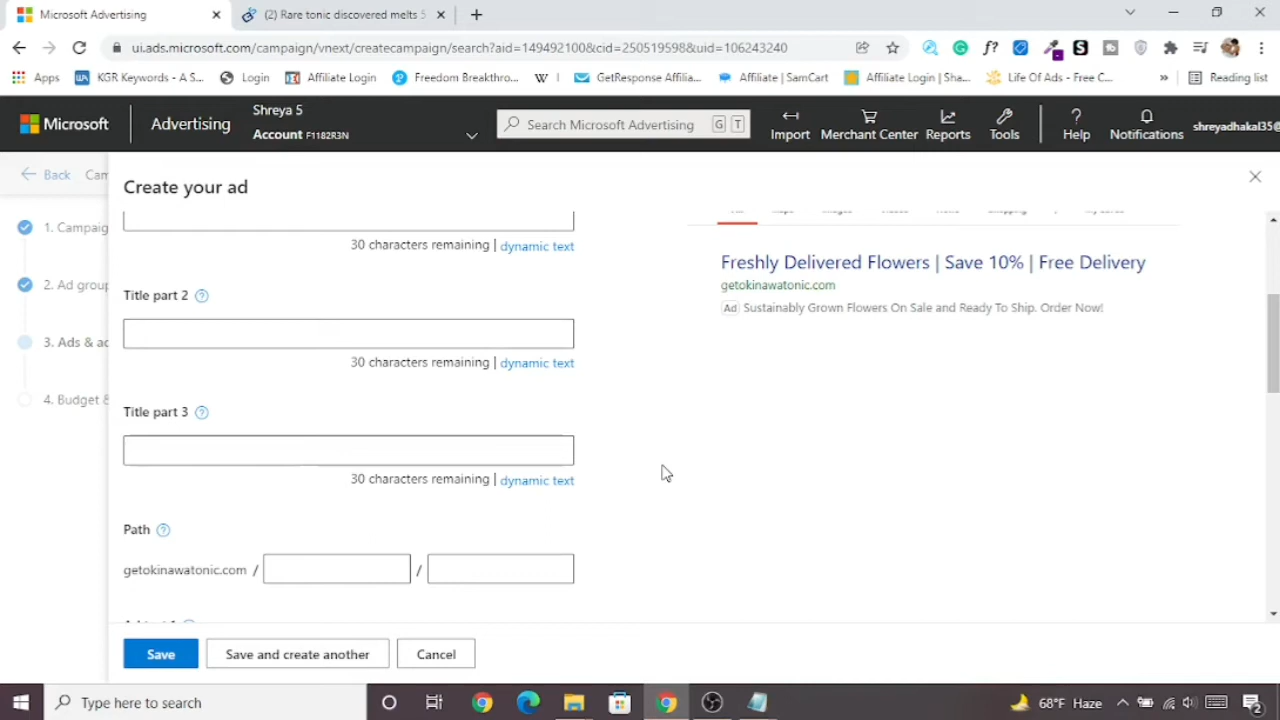 Microsoft Advertising
(2) Rare tonic discovered melts 5
ui.ads.microsoft.com/campaign/vnext/createcampaign/search?aid=149492100&cid=250519598&uid=106243240
Apps
KGR Keywords - A S...
Login
Affiliate Login
Freedom Breakthro...
GetResponse Affilia...
Affiliate | SamCart
Affiliate Login | Sha...
Life Of Ads - Free C...
»
Reading list
Microsoft
Advertising
Shreya 5
Account F1182R3N
Search Microsoft Advertising
G
T
Import
Merchant Center
Reports
Tools
Help
Notifications
shreyadhakal35@
Back
Cam
Create your ad
1. Campaig
2. Ad group
3. Ads & ad
4. Budget &
30 characters remaining | dynamic text
Title part 2 ?
30 characters remaining | dynamic text
Title part 3 ?
30 characters remaining | dynamic text
Path ?
getokinawatonic.com /
/
Freshly Delivered Flowers | Save 10% | Free Delivery
getokinawatonic.com
Ad Sustainably Grown Flowers On Sale and Ready To Ship. Order Now!
Save
Save and create another
Cancel
Type here to search
68°F Haze
2